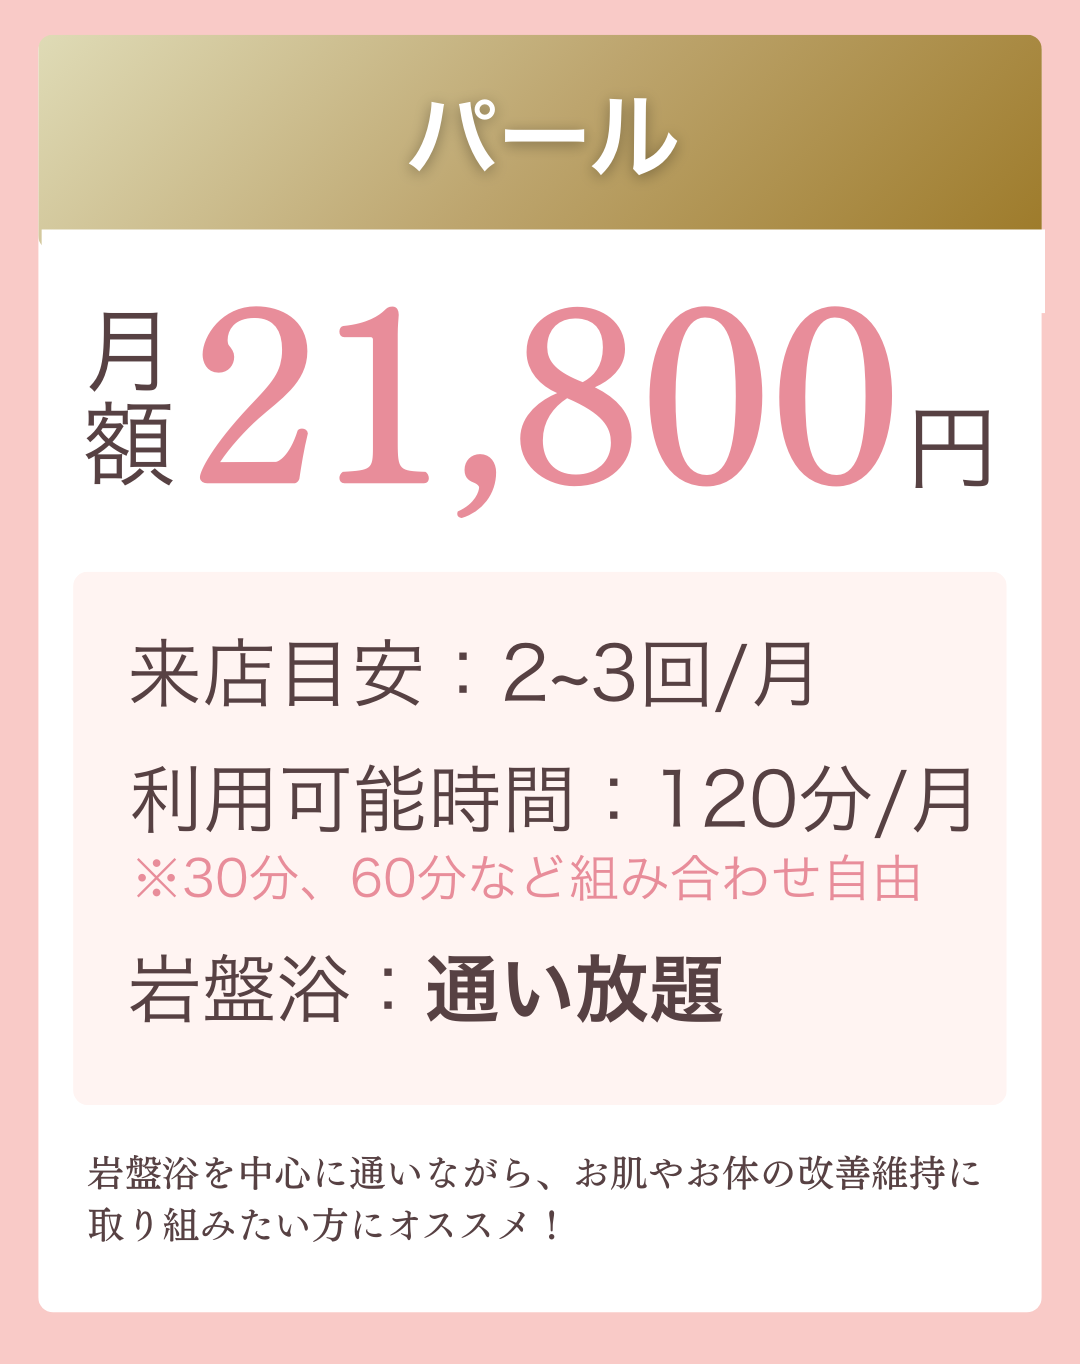 パール
月額21,800円
来店目安：2~3回/月
利用可能時間：120分/月
※30分、60分など組み合わせ自由
岩盤浴：通い放題
岩盤浴を中心に通いながら、お肌やお体の改善維持に
取り組みたい方にオススメ！